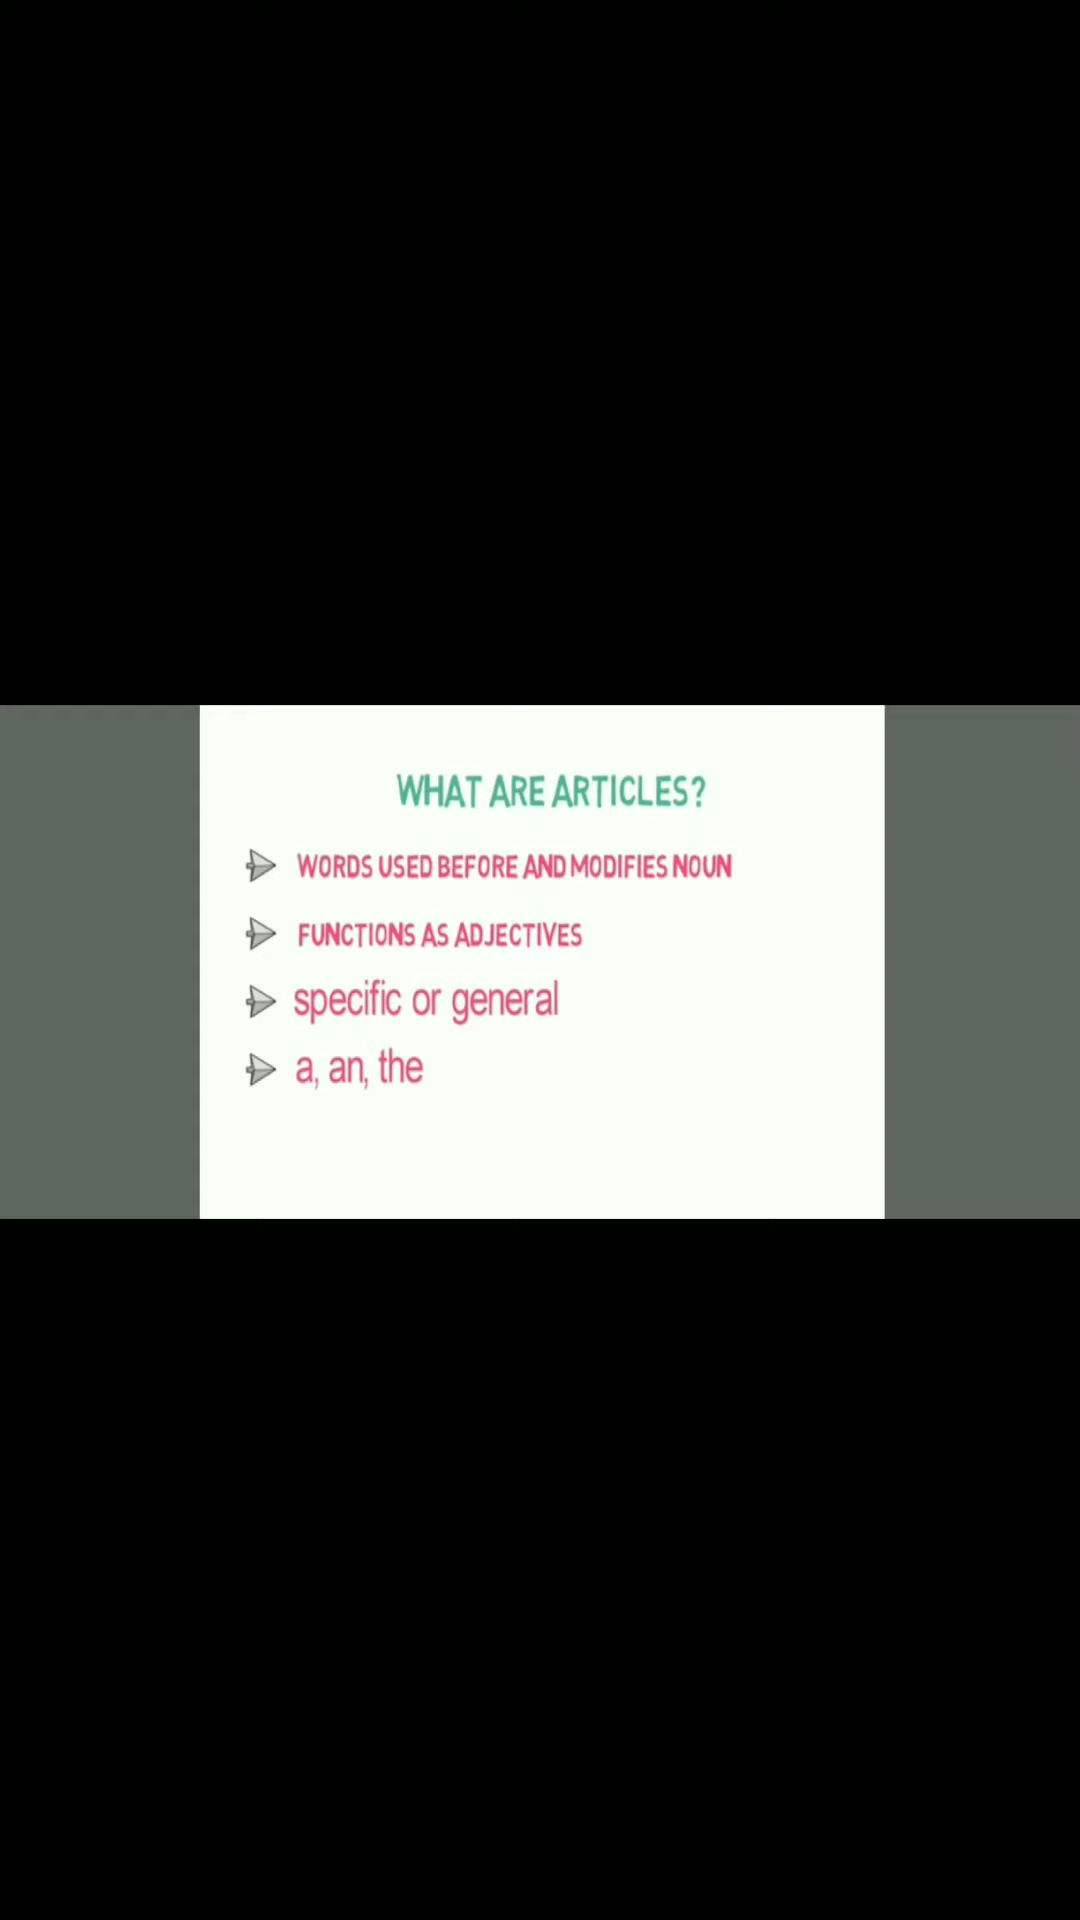 WHAT ARE ARTICLES?
WORDS USED BEFORE AND MODIFIES NOUN
FUNCTIONS AS ADJECTIVES
specific or general
a, an, the